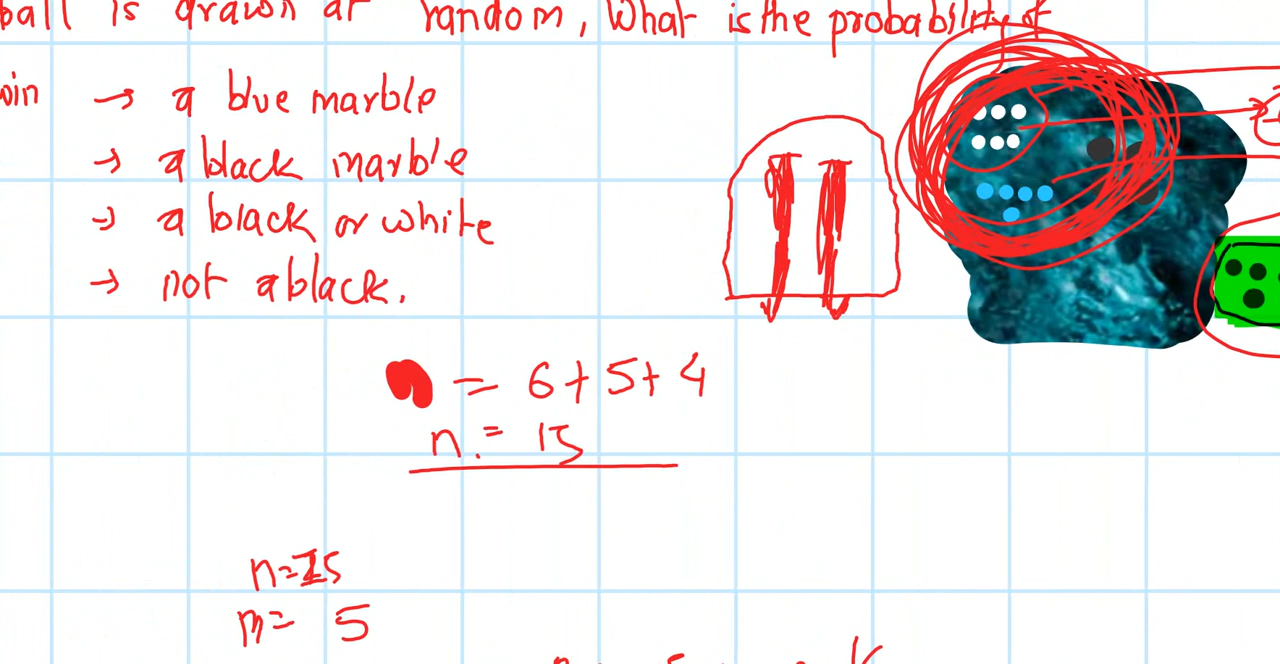 ball is drawn at random, What is the probability of
win → a blue marble
→ a black marble
→ a black or white
→ not a black.
= 6+5+4
n = 15
n=15
m= 5